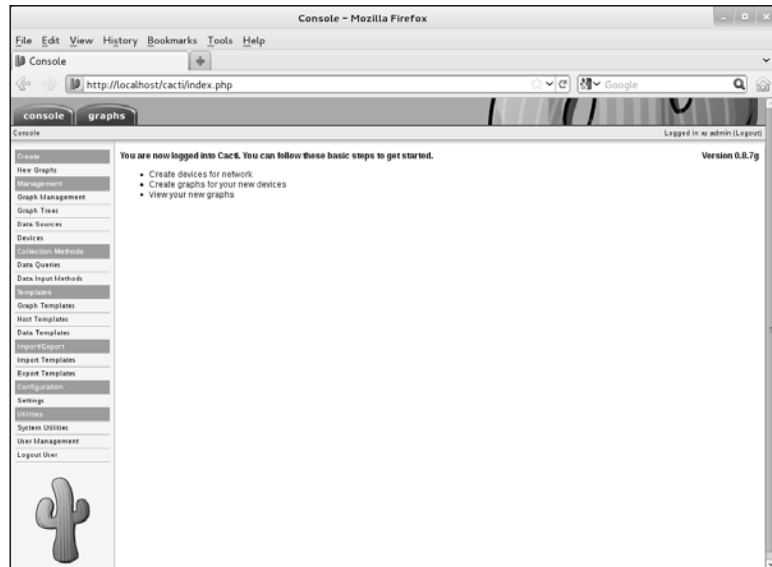 Console - Mozilla Firefox
File Edit View History Bookmarks Tools Help
Console
http://localhost/cacti/index.php
Google
console graphs
Console
Logged in as admin (Logout)
Create
New Graphs
Management
Graph Management
Graph Trees
Data Sources
Devices
Collection Methods
Data Queries
Data Input Methods
Templates
Graph Templates
Host Templates
Data Templates
Import/Export
Import Templates
Export Templates
Configuration
Settings
Utilities
System Utilities
User Management
Logout User
You are now logged into Cacti. You can follow these basic steps to get started.
Version 0.8.7g
• Create devices for network
• Create graphs for your new devices
• View your new graphs